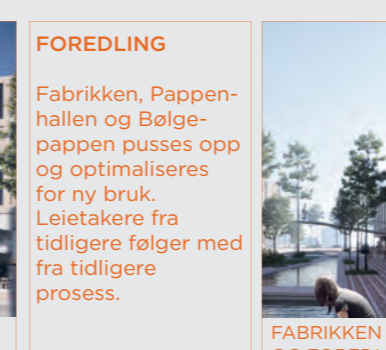 FOREDLING
Fabrikken, Pappen-
hallen og Bølge-
pappen pusses opp
og optimaliseres
for ny bruk.
Leietakere fra
tidligere følger med
fra tidligere
prosess.
FABRIKKEN